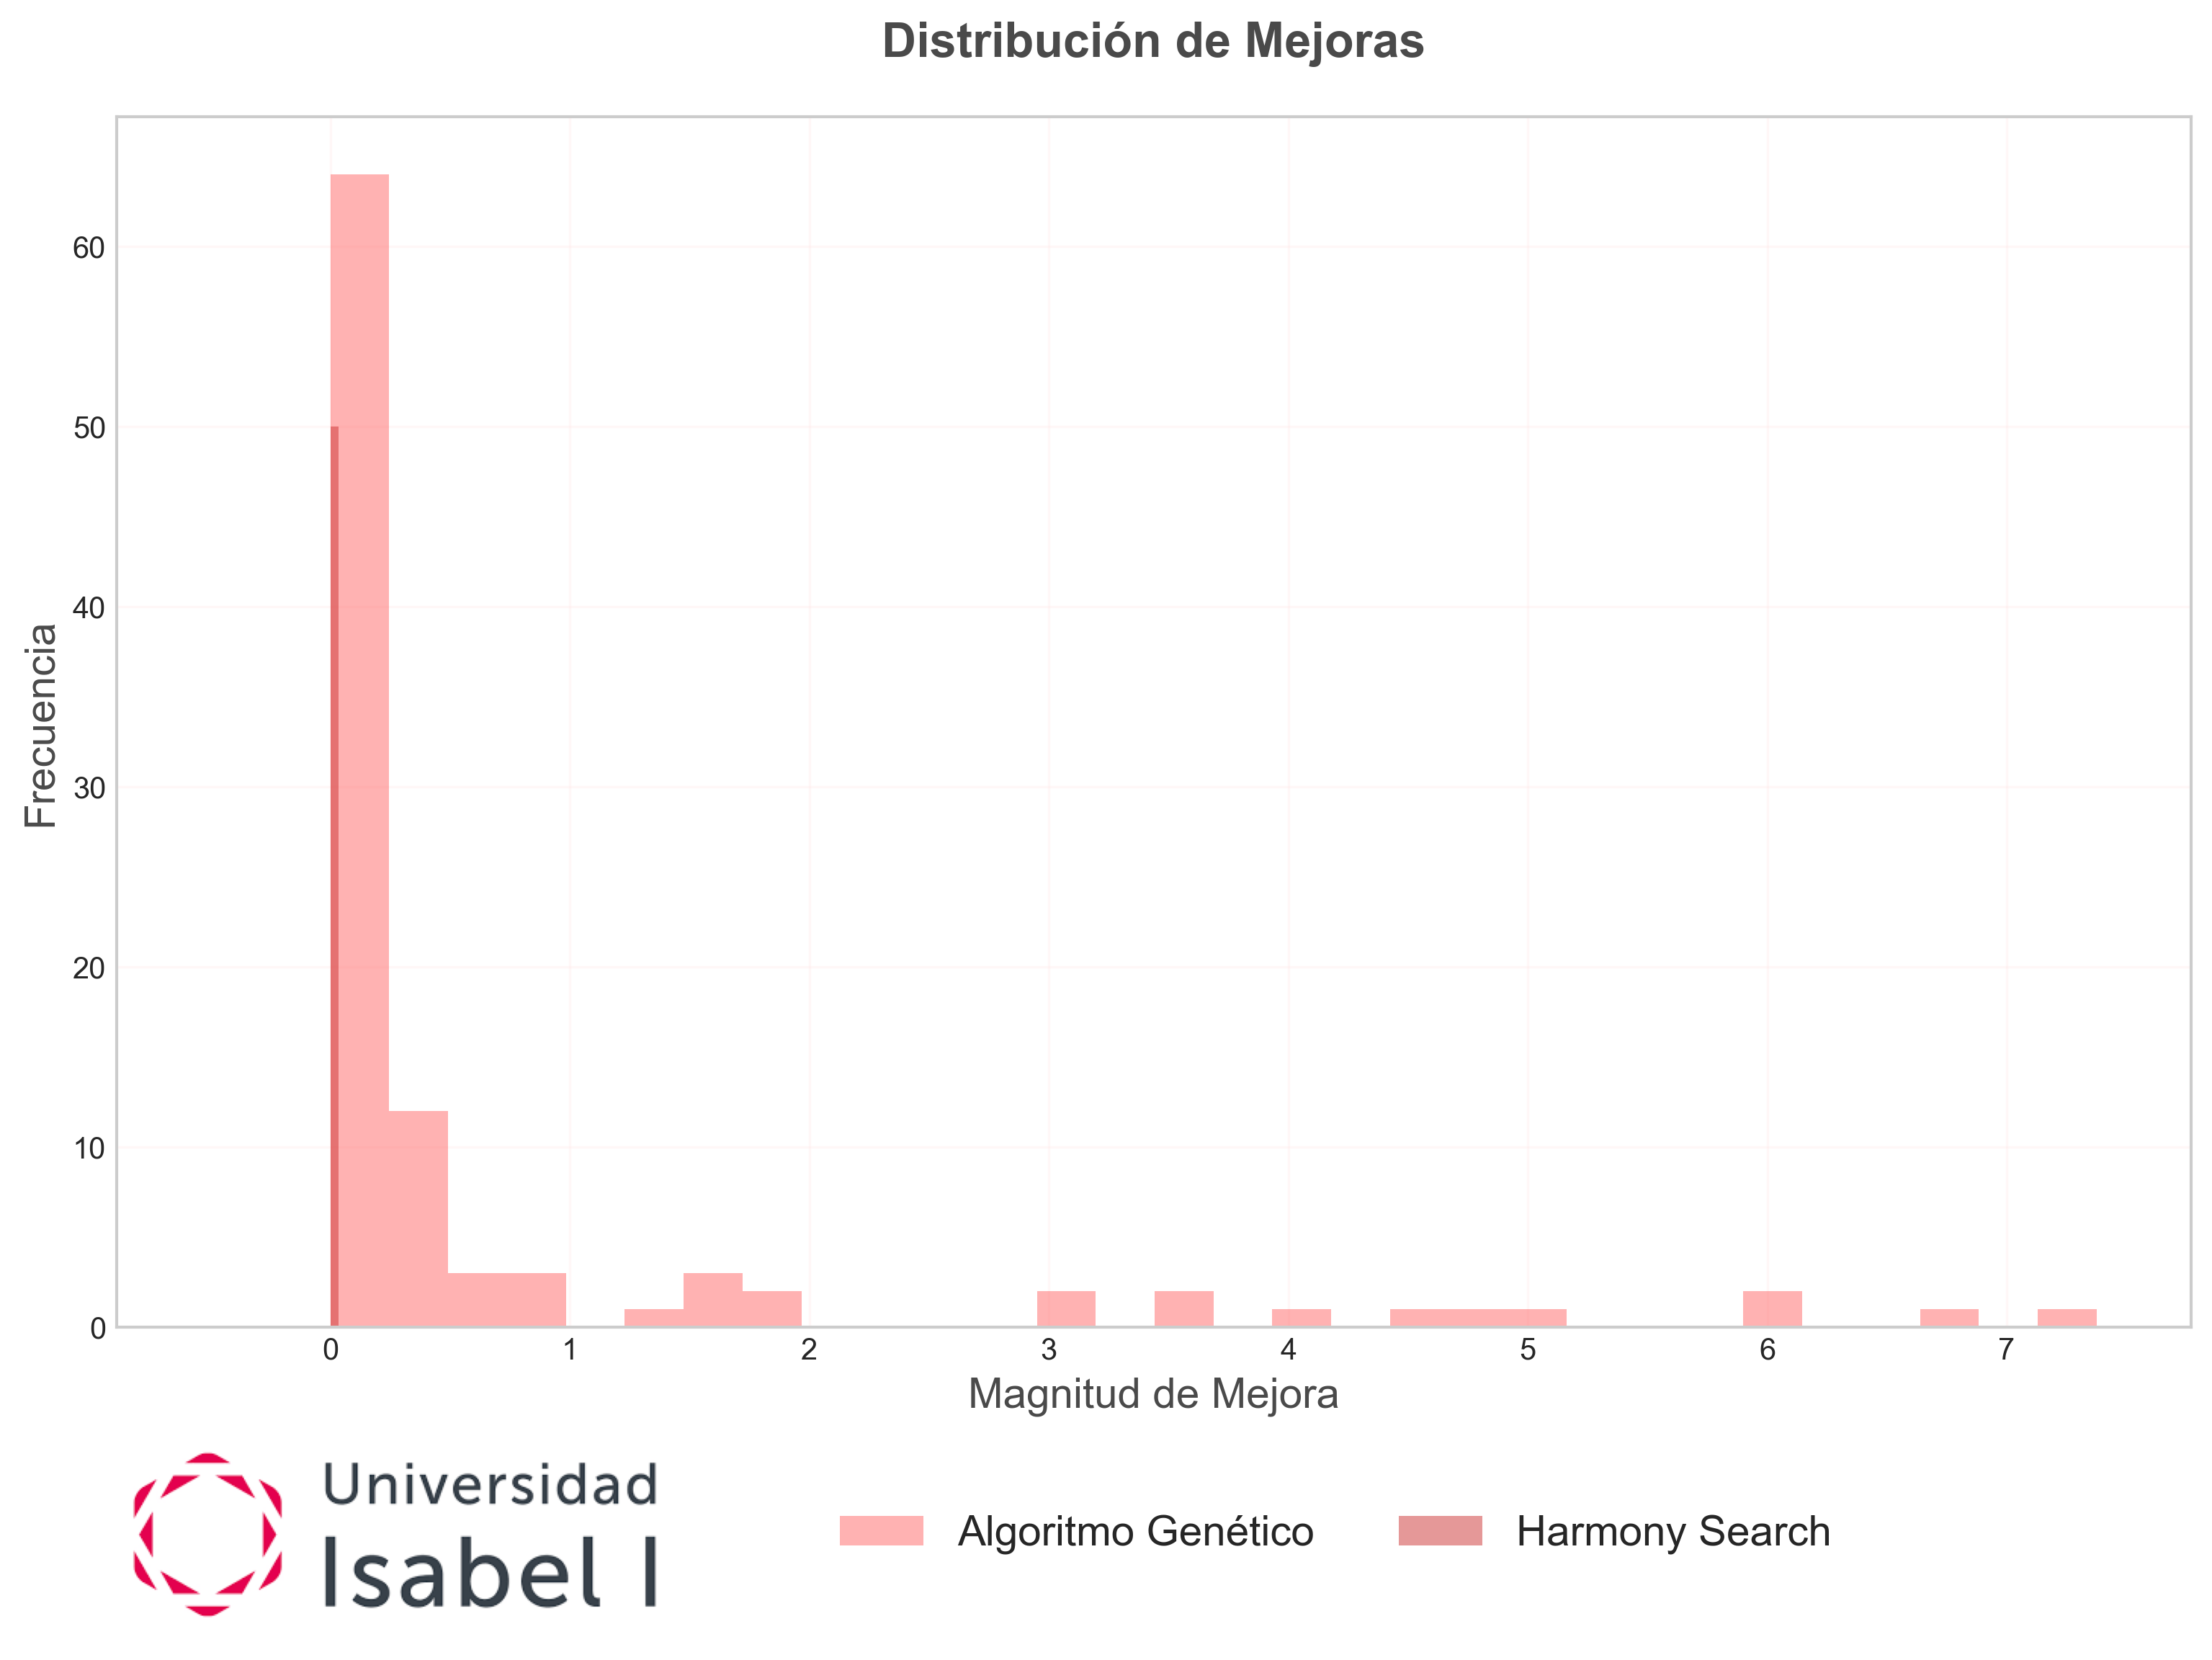 Distribución de Mejoras
Frecuencia
60
50
40
30
20
10
0
0 1 2 3 4 5 6 7
Magnitud de Mejora
Universidad
Isabel I
Algoritmo Genético Harmony Search